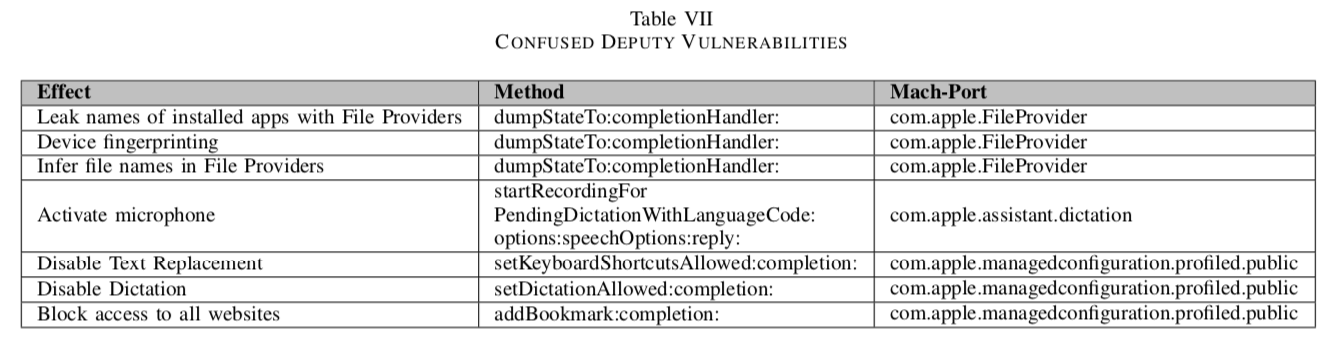 Table VII
CONFUSED DEPUTY VULNERABILITIES
Effect Method Mach-Port
Leak names of installed apps with File Providers dumpStateTo:completionHandler: com.apple.FileProvider
Device fingerprinting dumpStateTo:completionHandler: com.apple.FileProvider
Infer file names in File Providers dumpStateTo:completionHandler: com.apple.FileProvider
Activate microphone startRecordingFor
PendingDictationWithLanguageCode:
options:speechOptions:reply: com.apple.assistant.dictation
Disable Text Replacement setKeyboardShortcutsAllowed:completion: com.apple.managedconfiguration.profiled.public
Disable Dictation setDictationAllowed:completion: com.apple.managedconfiguration.profiled.public
Block access to all websites addBookmark:completion: com.apple.managedconfiguration.profiled.public